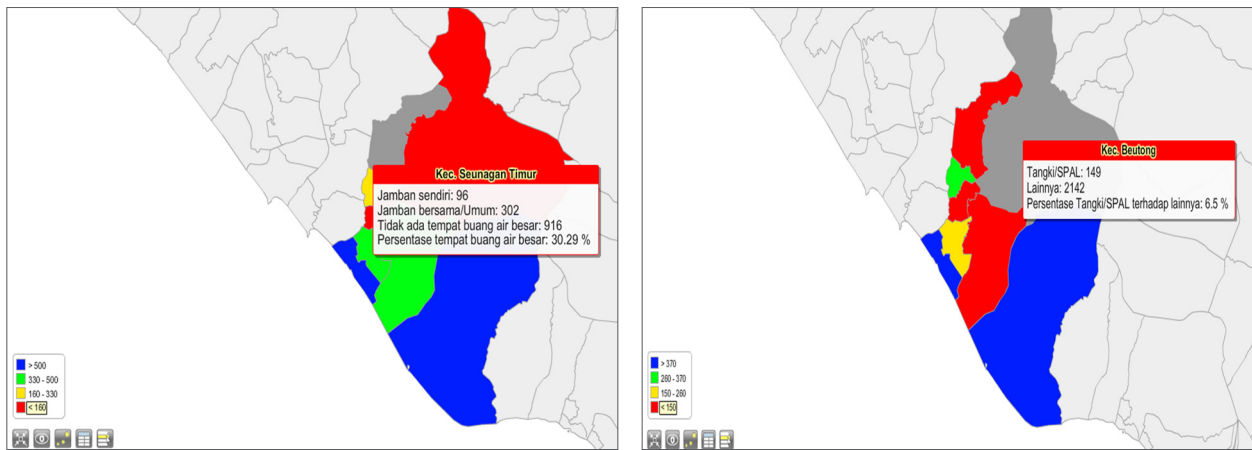 Kec. Seunagan Timur
Jamban sendiri: 96
Jamban bersama/Umum: 302
Tidak ada tempat buang air besar: 916
Persentase tempat buang air besar: 30.29 %
> 500
330 - 500
160 - 330
< 160
Kec. Beutong
Tangki/SPAL: 149
Lainnya: 2142
Persentase Tangki/SPAL terhadap lainnya: 6.5 %
> 370
260 - 370
150 - 260
< 150